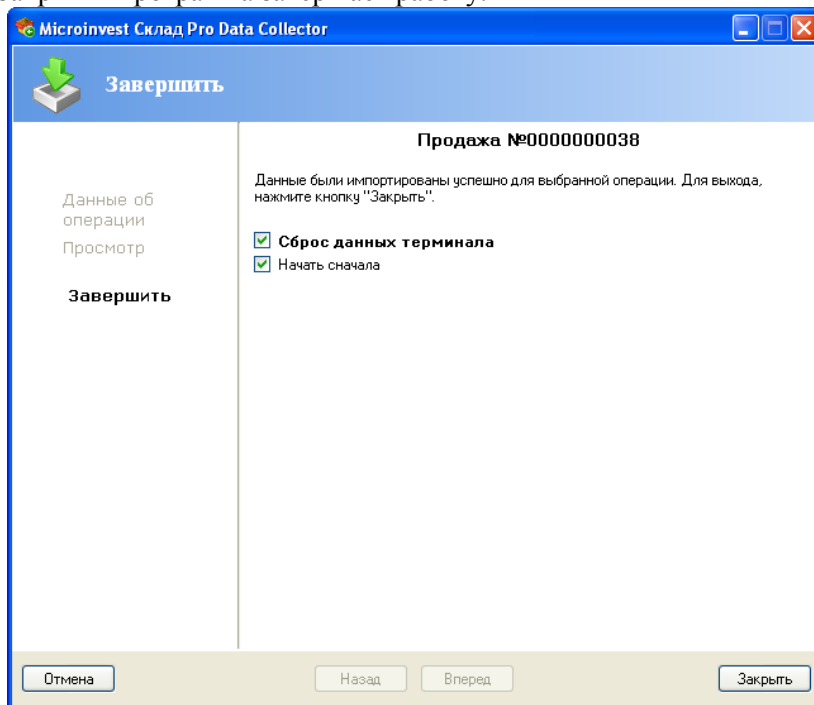 Microinvest Склад Pro Data Collector
Завершить
Продажа №0000000038
Данные были импортированы успешно для выбранной операции. Для выхода,
нажмите кнопку "Закрыть".
Данные об
операции
Просмотр
Завершить
Сброс данных терминала
Начать сначала
Отмена
Назад
Вперед
Закрыть